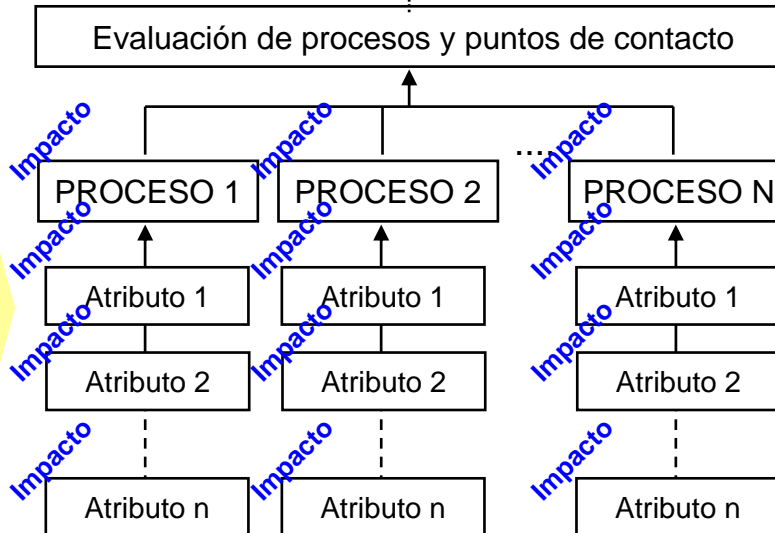 Evaluación de procesos y puntos de contacto
Impacto Impacto Impacto
....
PROCESO 1 PROCESO 2 PROCESO N
Impacto Impacto Impacto
Atributo 1 Atributo 1 Atributo 1
Impacto Impacto Impacto
Atributo 2 Atributo 2 Atributo 2
Impacto Impacto Impacto
Atributo n Atributo n Atributo n